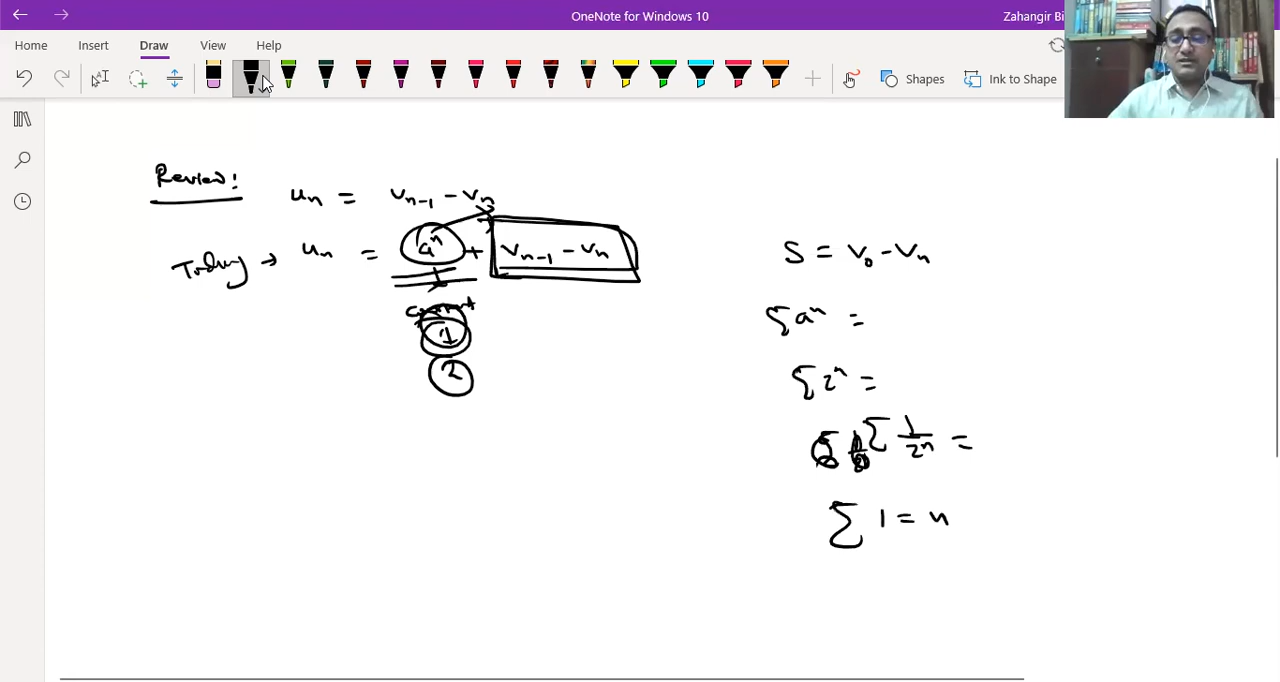 OneNote for Windows 10
Zahangir Bi
Home Insert Draw View Help
Shapes Ink to Shape
Review:
uₙ = vₙ₋₁ − vₙ
Today → uₙ = aⁿ + vₙ₋₁ − vₙ
1
2
S = v₀ − vₙ
∑ aⁿ =
∑ 2ⁿ =
∑ 1/2ⁿ =
∑ 1 = n